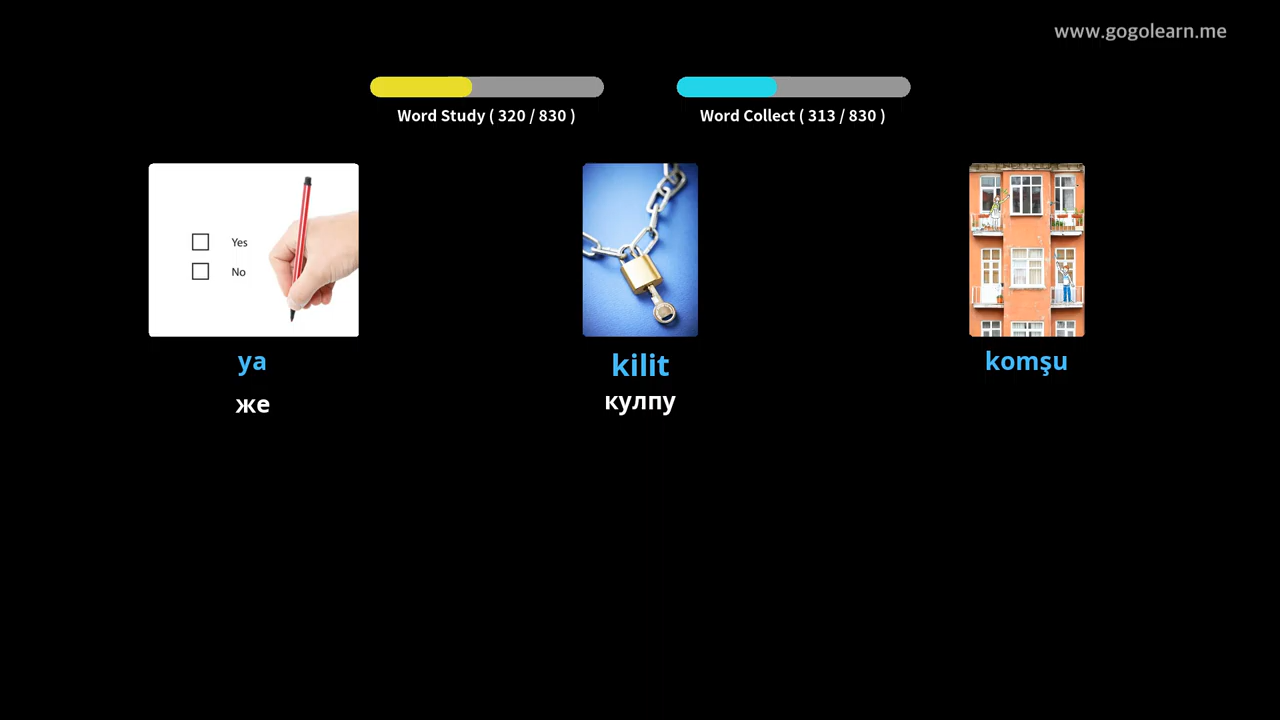 www.gogolearn.me
Word Study ( 320 / 830 )
Word Collect ( 313 / 830 )
Yes
No
ya
kilit
komşu
же
кулпу